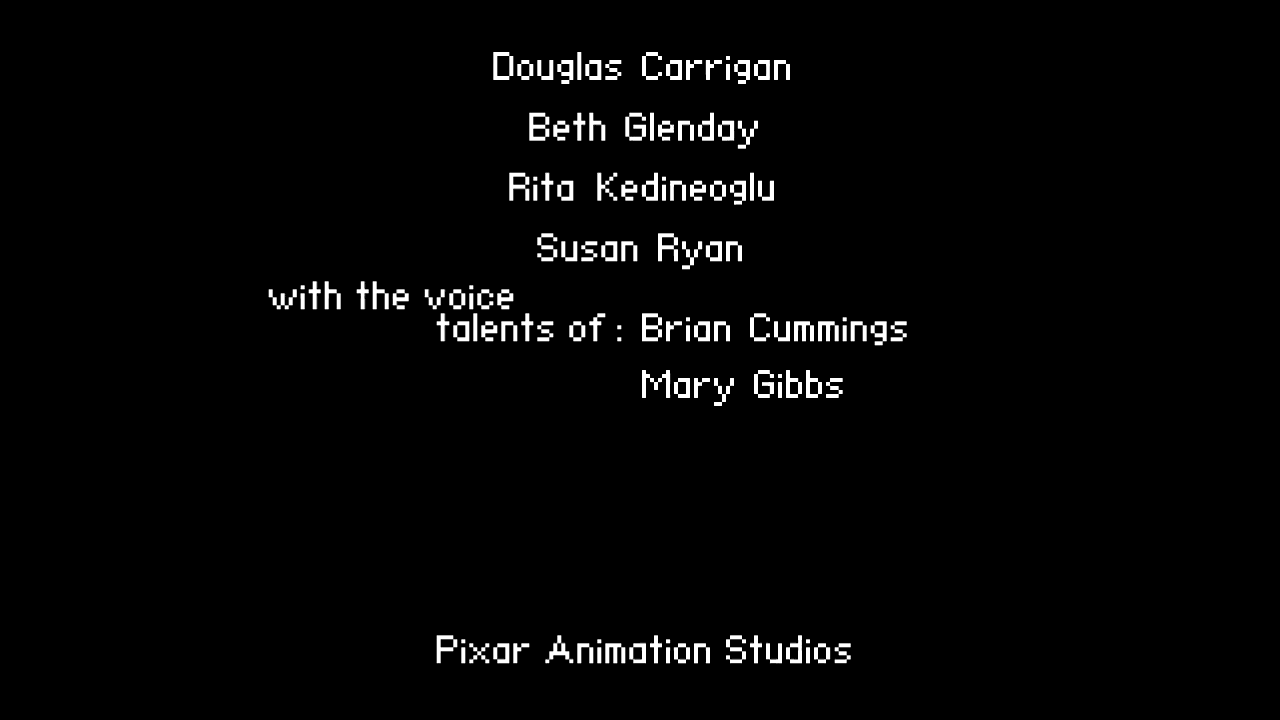 Douglas Carrigan
Beth Glenday
Rita Kedineoglu
Susan Ryan
with the voice
talents of : Brian Cummings
Mary Gibbs
Pixar Animation Studios